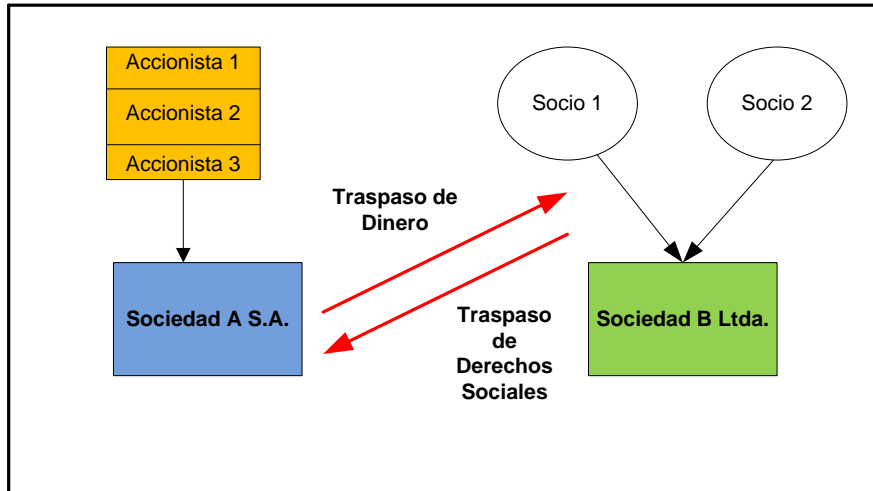 Accionista 1
Accionista 2
Accionista 3
Socio 1
Socio 2
Traspaso de
Dinero
Sociedad A S.A.
Traspaso
de
Derechos
Sociales
Sociedad B Ltda.